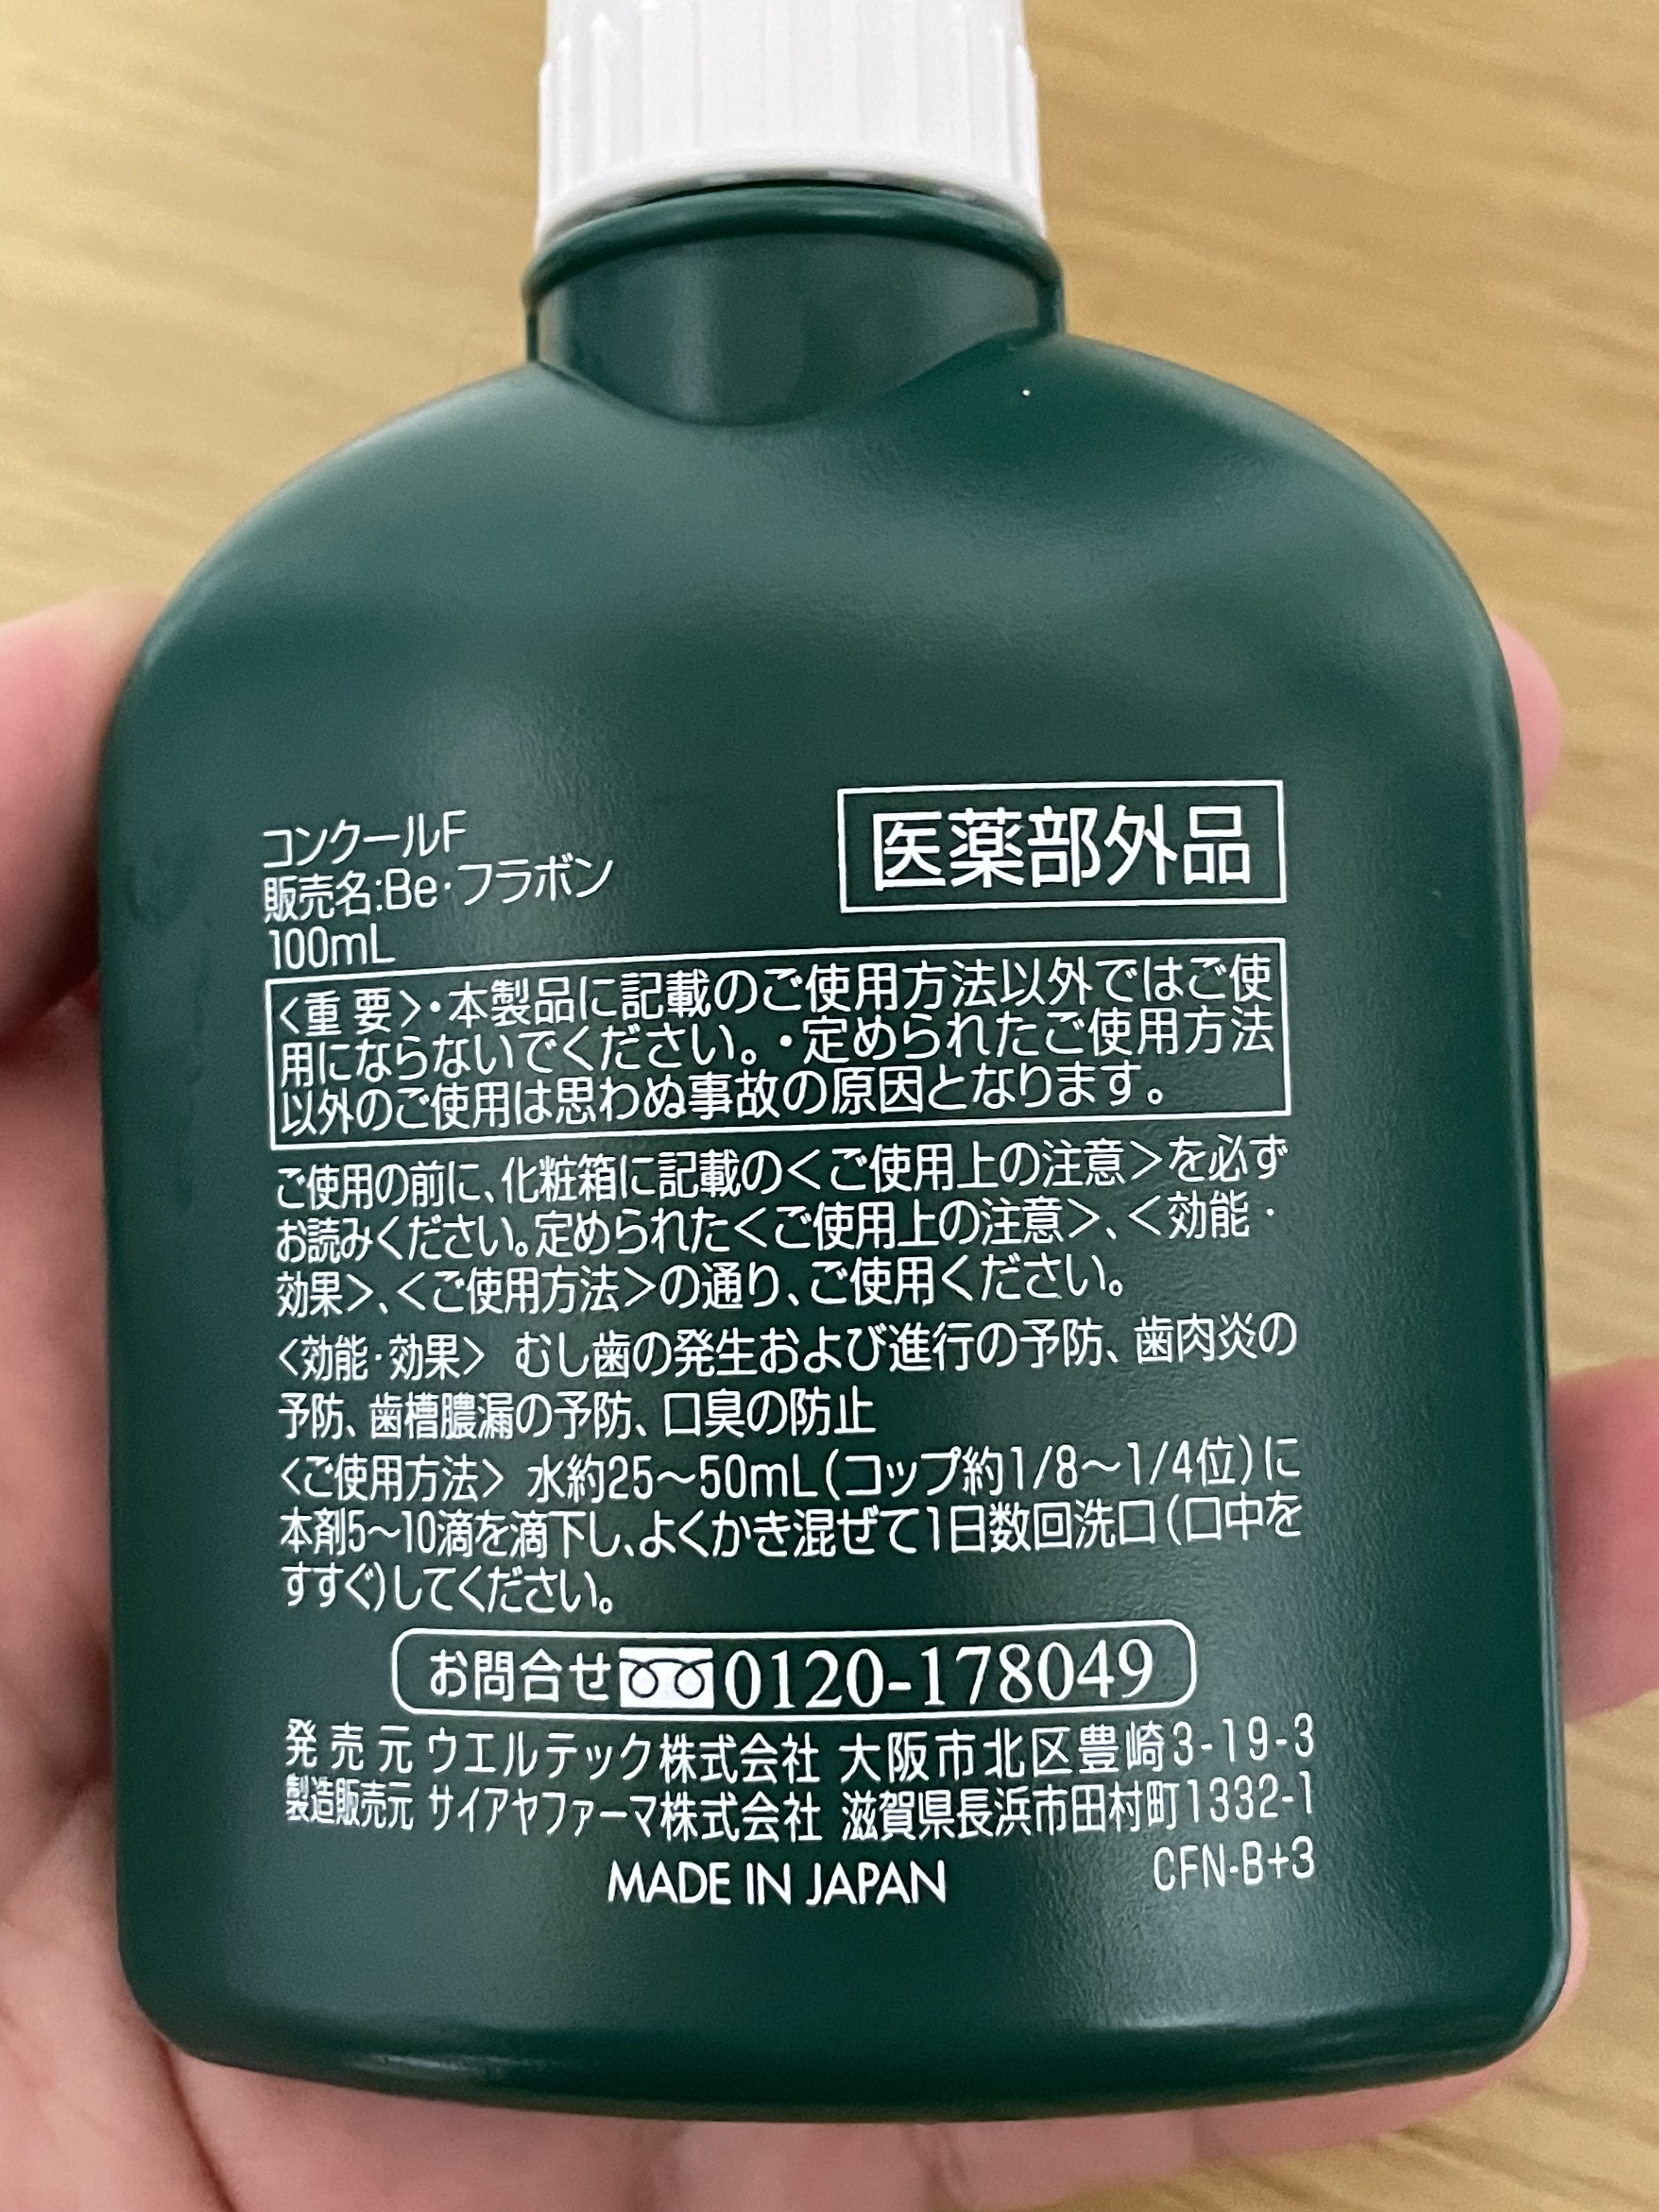 コンクールF
販売名:Be･フラボン
100mL
医薬部外品
〈重 要〉･本製品に記載のご使用方法以外ではご使
用にならないでください。･定められたご使用方法
以外のご使用は思わぬ事故の原因となります。
ご使用の前に、化粧箱に記載の＜ご使用上の注意＞を必ず
お読みください。定められた＜ご使用上の注意＞、＜効能・
効果＞、＜ご使用方法＞の通り、ご使用ください。
〈効能･効果〉 むし歯の発生および進行の予防、歯肉炎の
予防、歯槽膿漏の予防、口臭の防止
〈ご使用方法〉 水約25～50mL(コップ約1/8～1/4位)に
本剤5～10滴を滴下し、よくかき混ぜて1日数回洗口(口中を
すすぐ)してください。
お問合せ 0120-178049
発 売 元 ウエルテック株式会社 大阪市北区豊崎3-19-3
製造販売元 サイアヤファーマ株式会社 滋賀県長浜市田村町1332-1
MADE IN JAPAN
CFN-B+3